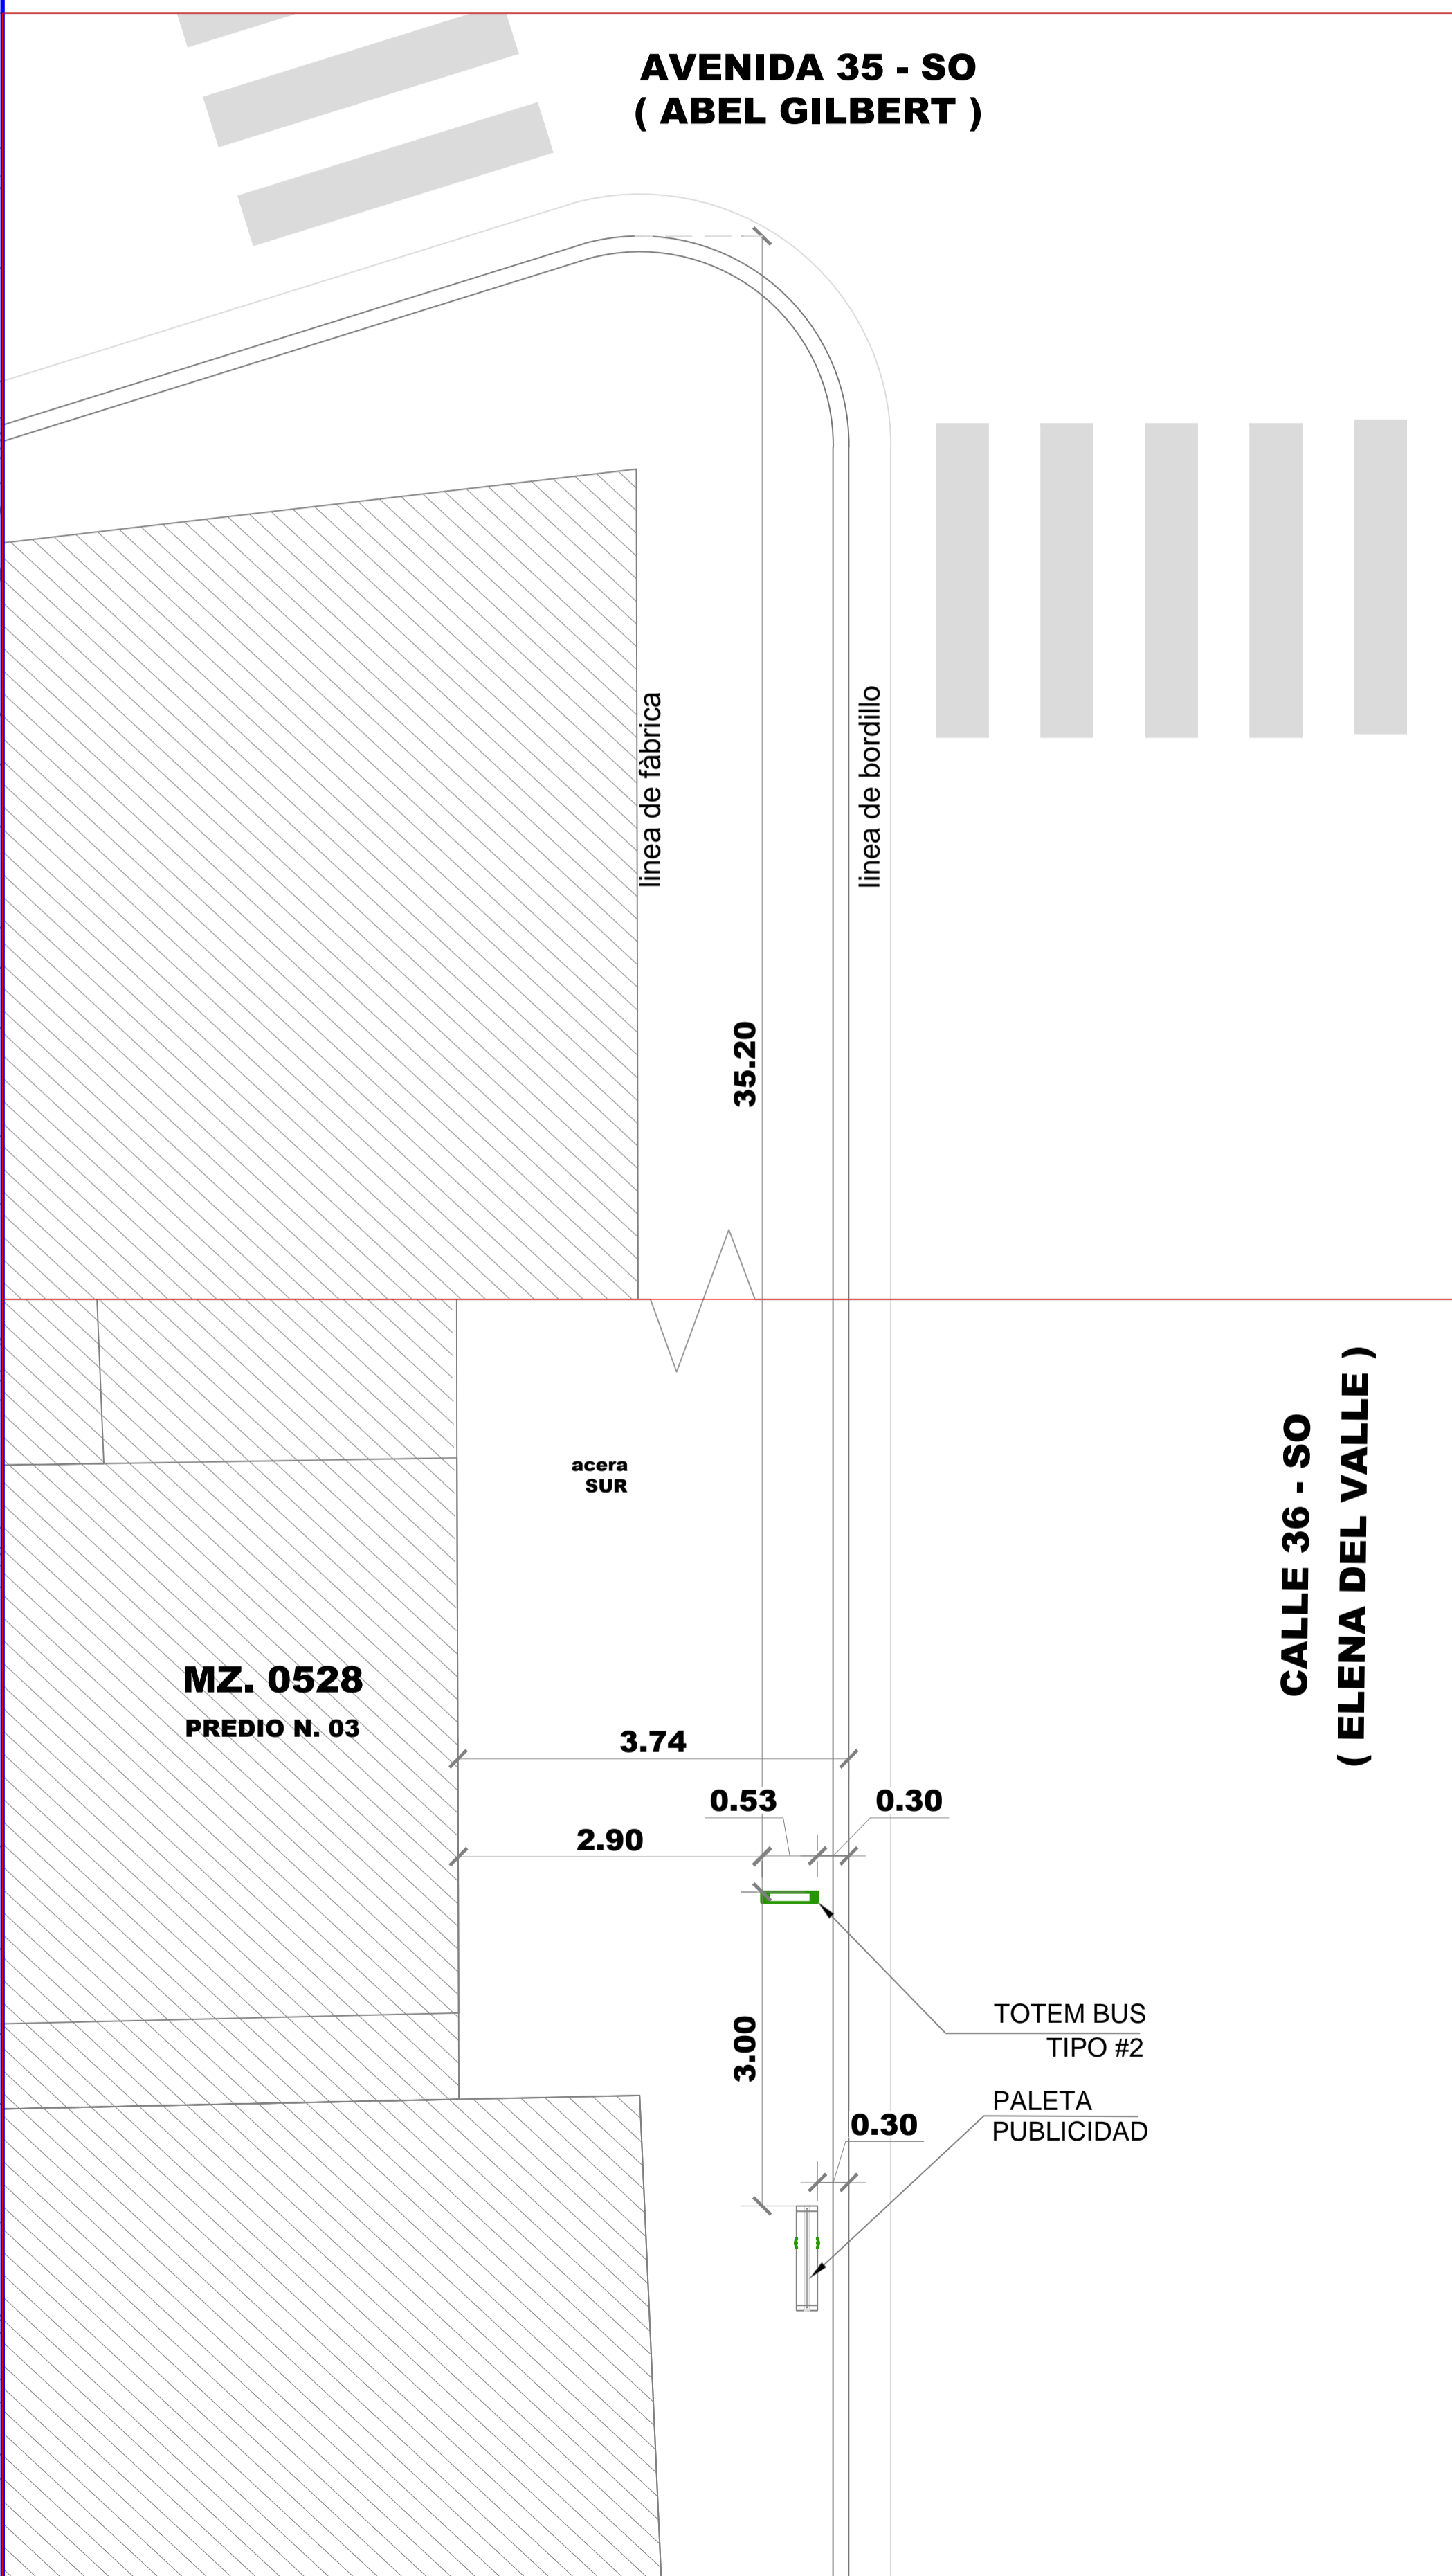 AVENIDA 35 - SO
( ABEL GILBERT )
linea de fàbrica
linea de bordillo
35.20
acera
SUR
CALLE 36 - SO
( ELENA DEL VALLE )
MZ. 0528
PREDIO N. 03
3.74
0.53
0.30
2.90
TOTEM BUS
TIPO #2
3.00
PALETA
PUBLICIDAD
0.30